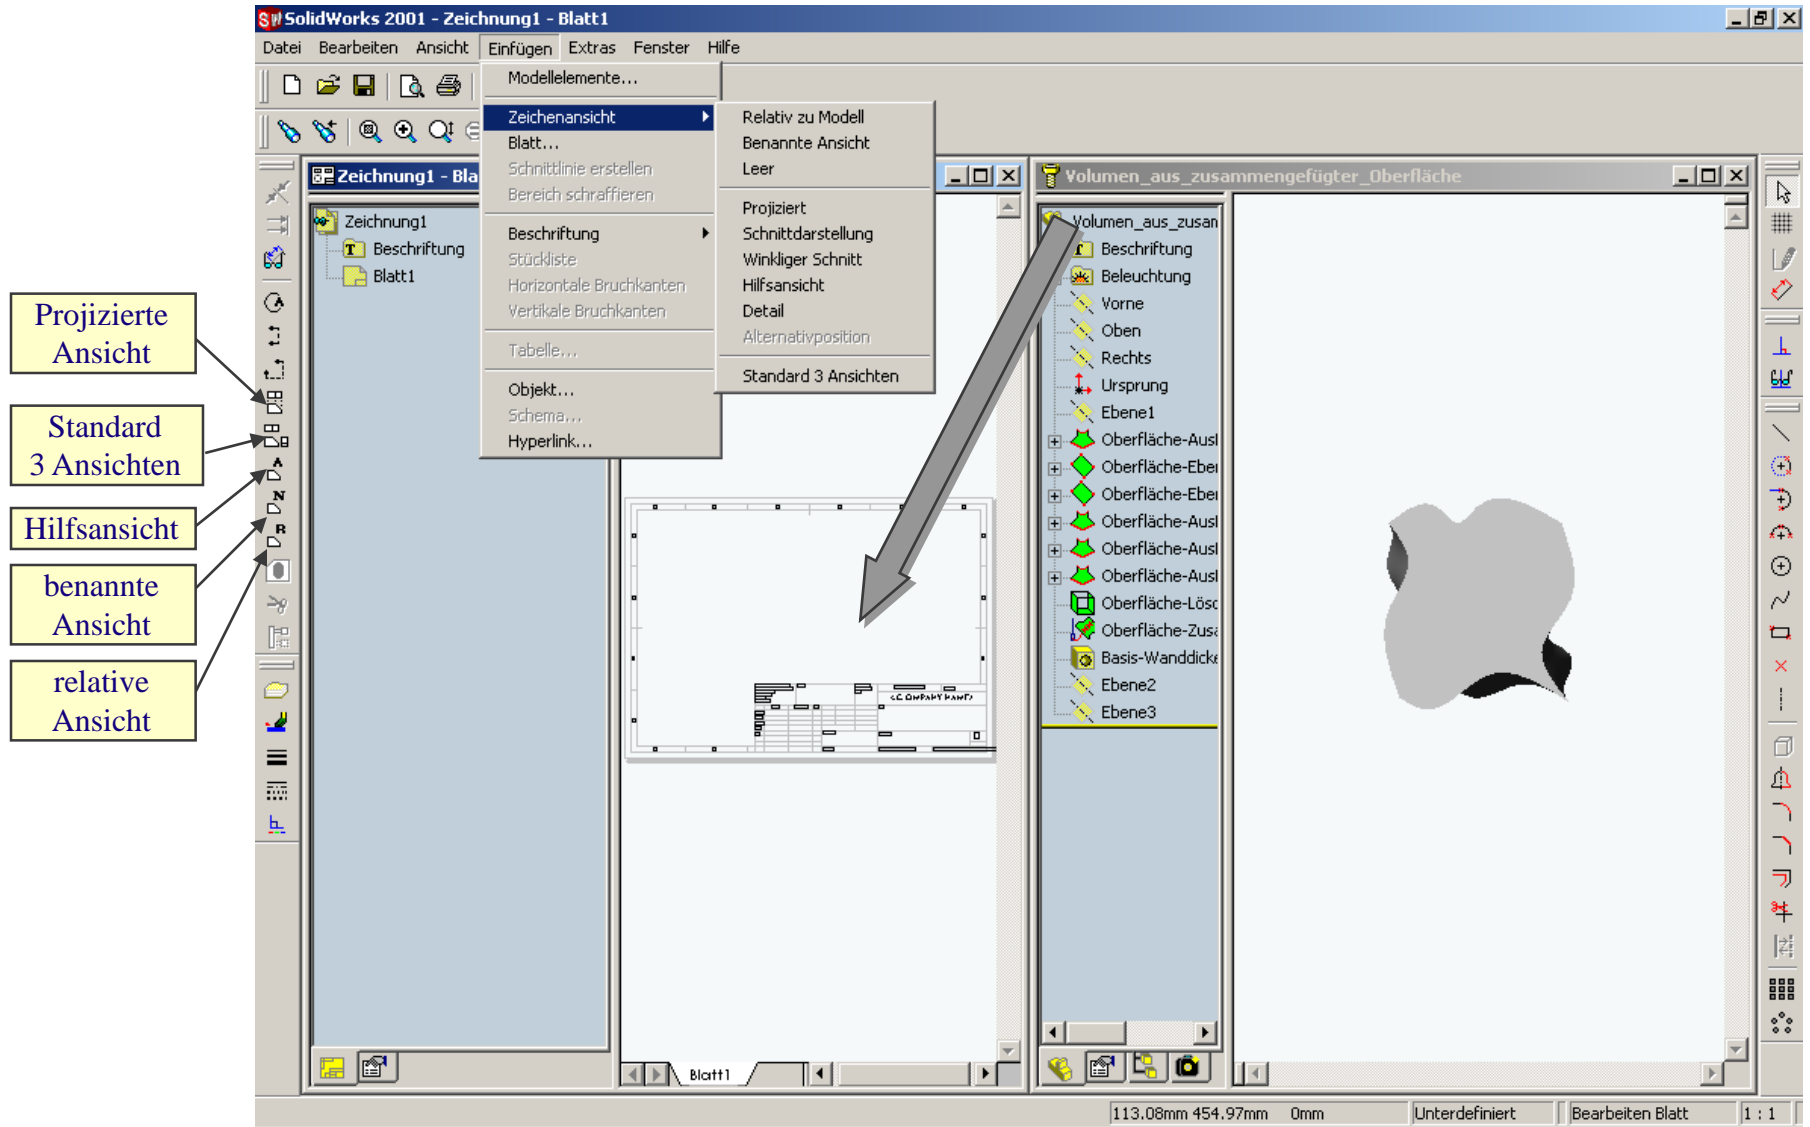 SolidWorks 2001 - Zeichnung1 - Blatt1
Datei Bearbeiten Ansicht Einfügen Extras Fenster Hilfe
Modellelemente...
Zeichenansicht
Blatt...
Schnittlinie erstellen
Bereich schraffieren
Beschriftung
Stückliste
Horizontale Bruchkanten
Vertikale Bruchkanten
Tabelle...
Objekt...
Schema...
Hyperlink...
Relativ zu Modell
Benannte Ansicht
Leer
Projiziert
Schnittdarstellung
Winkliger Schnitt
Hilfsansicht
Detail
Alternativposition
Standard 3 Ansichten
Projizierte
Ansicht
Standard
3 Ansichten
Hilfsansicht
benannte
Ansicht
relative
Ansicht
A
N
R
Zeichnung1 - Bla
Zeichnung1
Beschriftung
Blatt1
<COMPANY NAME>
Blatt1
Volumen_aus_zusammengefügter_Oberfläche
Volumen_aus_zusan
Beschriftung
Beleuchtung
Vorne
Oben
Rechts
Ursprung
Ebene1
Oberfläche-Ausl
Oberfläche-Eber
Oberfläche-Eber
Oberfläche-Ausl
Oberfläche-Ausl
Oberfläche-Ausl
Oberfläche-Lösc
Oberfläche-Zusa
Basis-Wanddicke
Ebene2
Ebene3
113.08mm 454.97mm 0mm Unterdefiniert Bearbeiten Blatt 1 : 1